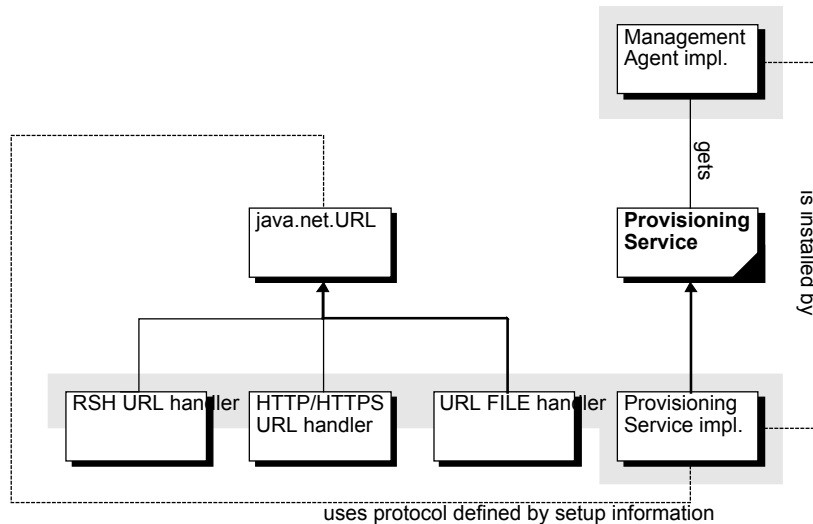 Management
Agent impl.
gets
is installed by
java.net.URL
Provisioning
Service
RSH URL handler
HTTP/HTTPS
URL handler
URL FILE handler
Provisioning
Service impl.
uses protocol defined by setup information